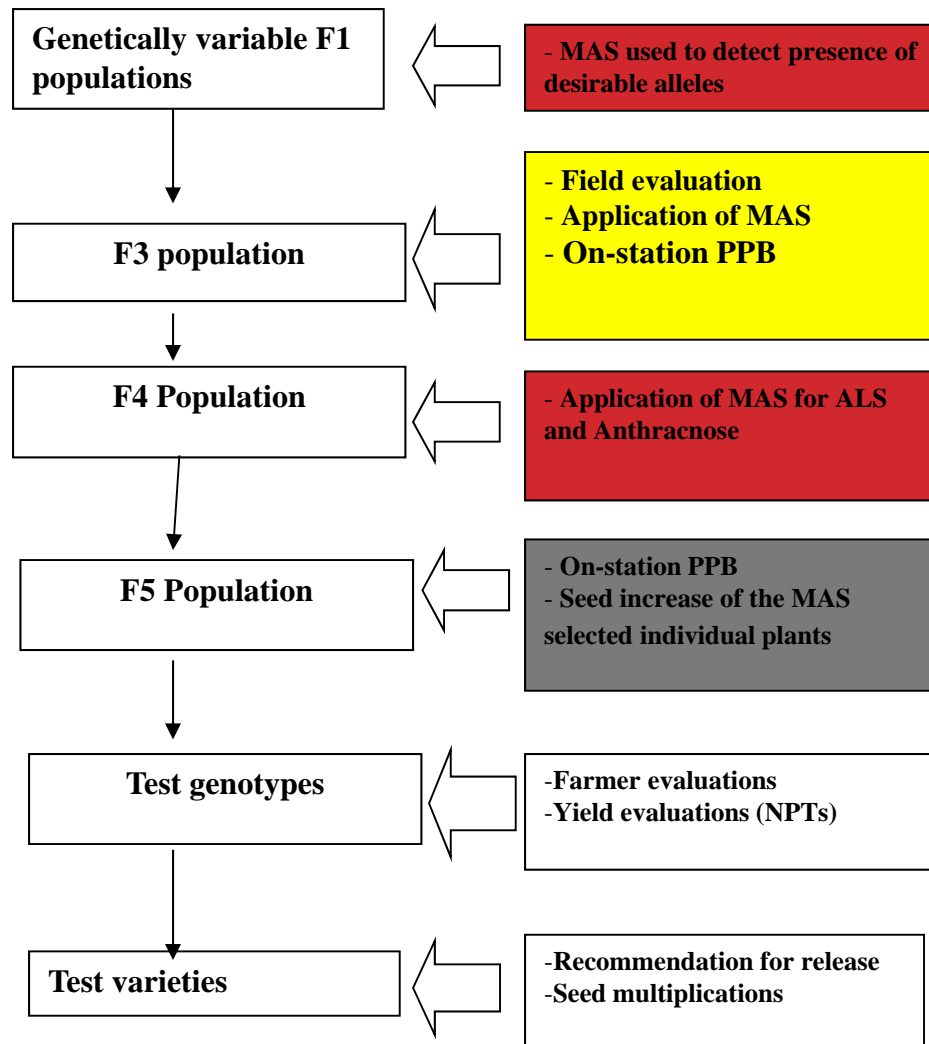 Genetically variable F1
populations
- MAS used to detect presence of
desirable alleles
F3 population
- Field evaluation
- Application of MAS
- On-station PPB
F4 Population
- Application of MAS for ALS
and Anthracnose
F5 Population
- On-station PPB
- Seed increase of the MAS
selected individual plants
Test genotypes
-Farmer evaluations
-Yield evaluations (NPTs)
Test varieties
-Recommendation for release
-Seed multiplications